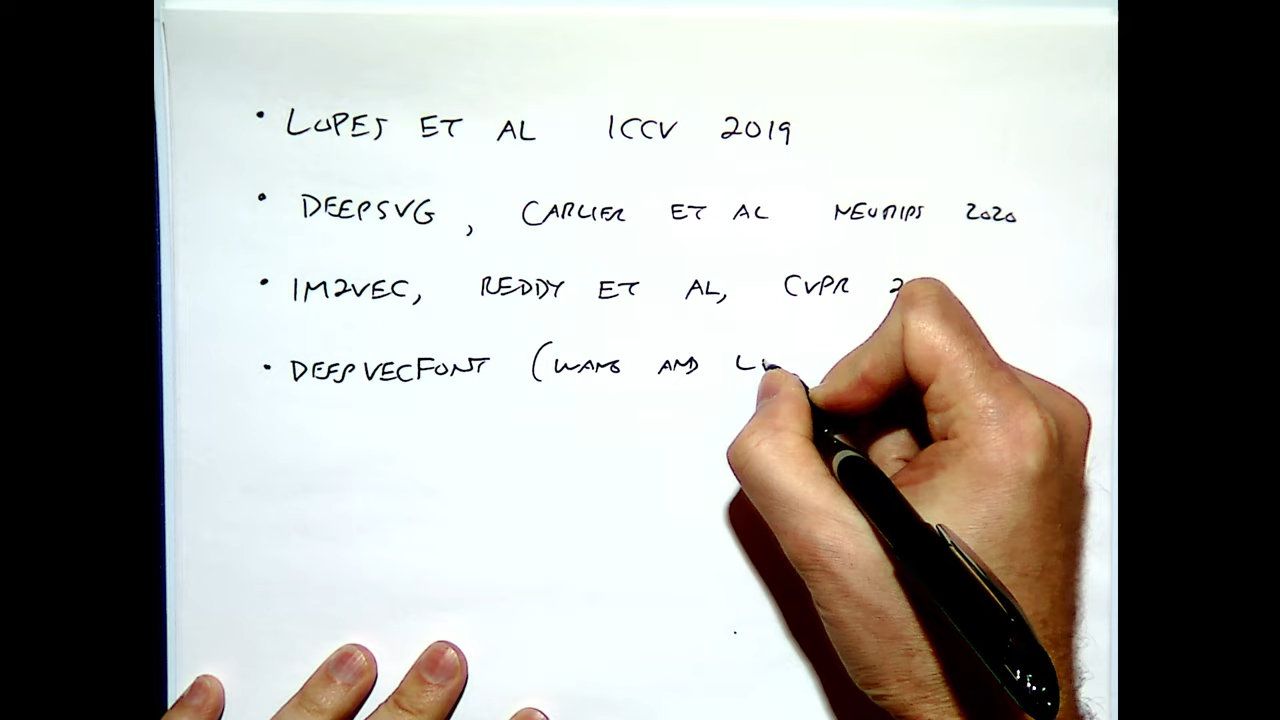 • LOPES ET AL ICCV 2019
• DEEPSVG, CARLIER ET AL NEURIPS 2020
• IM2VEC, REDDY ET AL, CVPR 2
• DEEPVECFONT (WANG AND